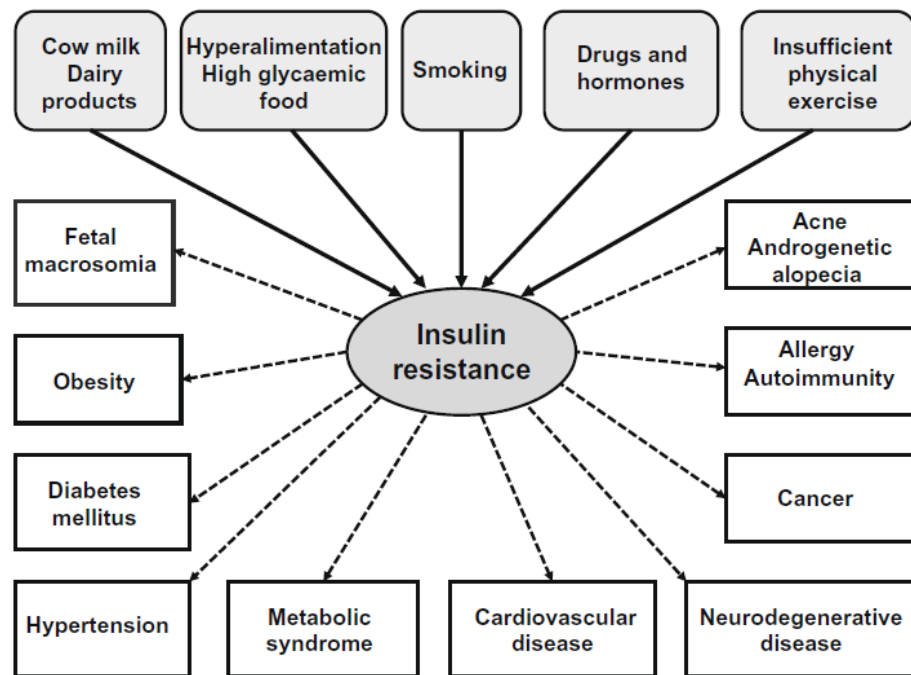 Cow milk
Dairy
products
Hyperalimentation
High glycaemic
food
Smoking
Drugs and
hormones
Insufficient
physical
exercise
Fetal
macrosomia
Acne
Androgenetic
alopecia
Insulin
resistance
Obesity
Allergy
Autoimmunity
Diabetes
mellitus
Cancer
Hypertension
Metabolic
syndrome
Cardiovascular
disease
Neurodegenerative
disease